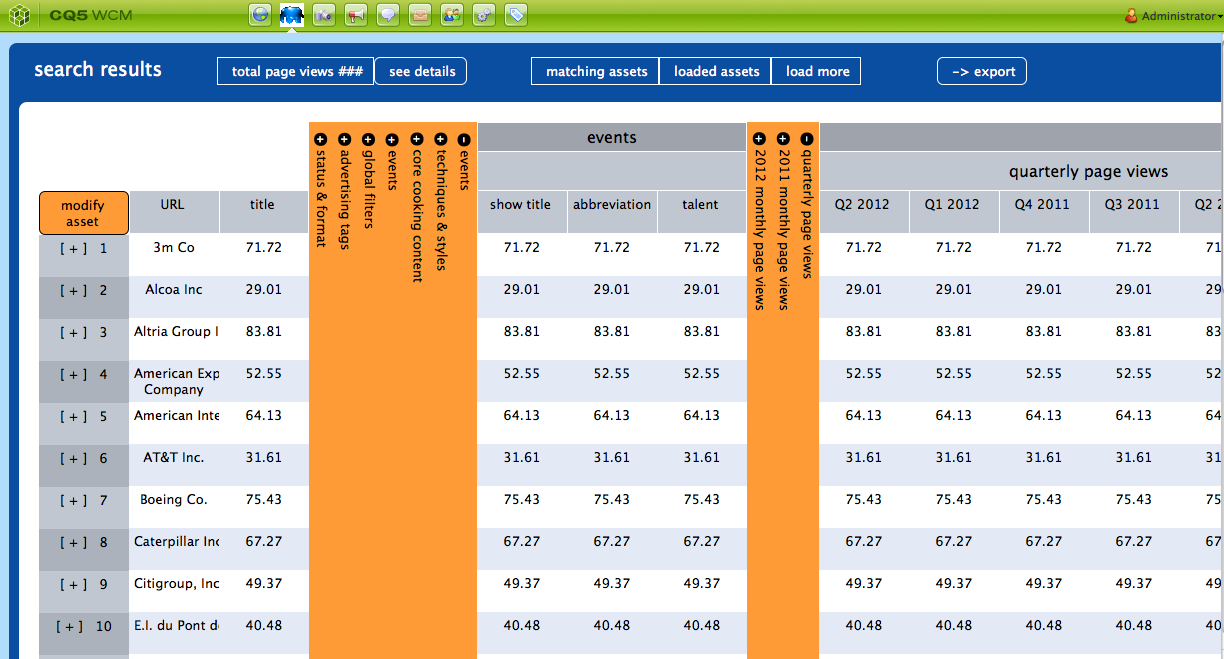 CQ5 WCM
Administrator
search results
total page views ###
see details
matching assets
loaded assets
load more
-> export
status & format
advertising tags
global filters
events
core cooking content
techniques & styles
events
events
2012 monthly page views
2011 monthly page views
quarterly page views
quarterly page views
modify
asset
URL
title
show title
abbreviation
talent
Q2 2012
Q1 2012
Q4 2011
Q3 2011
Q2 2
[ + ] 1 3m Co 71.72 71.72 71.72 71.72 71.72 71.72 71.72 71.72 71
[ + ] 2 Alcoa Inc 29.01 29.01 29.01 29.01 29.01 29.01 29.01 29.01 29
[ + ] 3 Altria Group I 83.81 83.81 83.81 83.81 83.81 83.81 83.81 83.81 83
[ + ] 4 American Exp 52.55 52.55 52.55 52.55 52.55 52.55 52.55 52.55 52
Company
[ + ] 5 American Inte 64.13 64.13 64.13 64.13 64.13 64.13 64.13 64.13 64
[ + ] 6 AT&T Inc. 31.61 31.61 31.61 31.61 31.61 31.61 31.61 31.61 31
[ + ] 7 Boeing Co. 75.43 75.43 75.43 75.43 75.43 75.43 75.43 75.43 75
[ + ] 8 Caterpillar Inc 67.27 67.27 67.27 67.27 67.27 67.27 67.27 67.27 67
[ + ] 9 Citigroup, Inc 49.37 49.37 49.37 49.37 49.37 49.37 49.37 49.37 49
[ + ] 10 E.I. du Pont de 40.48 40.48 40.48 40.48 40.48 40.48 40.48 40.48 40